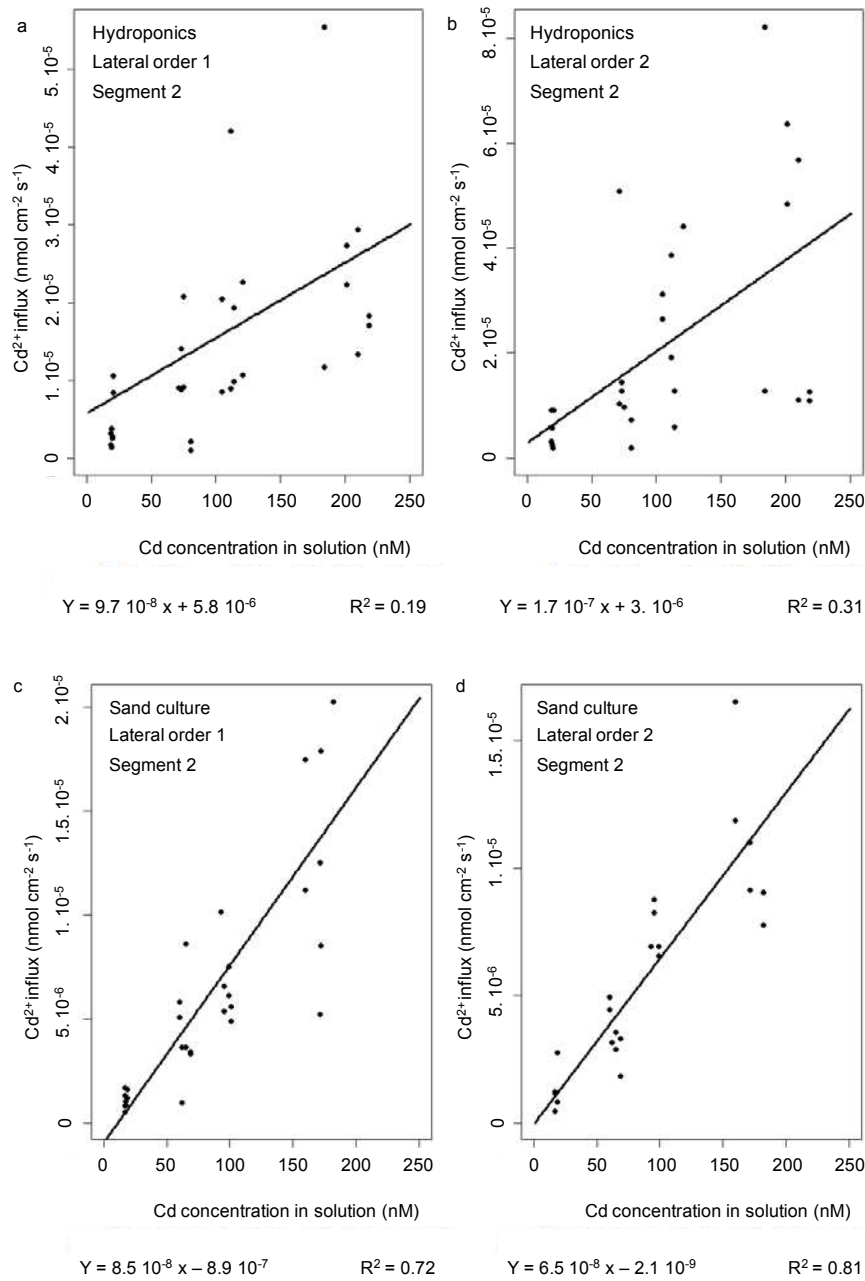 a
Hydroponics
Lateral order 1
Segment 2
Cd²⁺influx (nmol cm⁻² s⁻¹)
5. 10⁻⁵
4. 10⁻⁵
3. 10⁻⁵
2. 10⁻⁵
1. 10⁻⁵
0
0 50 100 150 200 250
Cd concentration in solution (nM)
Y = 9.7 10⁻⁸ x + 5.8 10⁻⁶ R² = 0.19
b
Hydroponics
Lateral order 2
Segment 2
Cd²⁺influx (nmol cm⁻² s⁻¹)
8. 10⁻⁵
6. 10⁻⁵
4. 10⁻⁵
2. 10⁻⁵
0
0 50 100 150 200 250
Cd concentration in solution (nM)
Y = 1.7 10⁻⁷ x + 3. 10⁻⁶ R² = 0.31
c
Sand culture
Lateral order 1
Segment 2
Cd²⁺influx (nmol cm⁻² s⁻¹)
2. 10⁻⁵
1.5. 10⁻⁵
1. 10⁻⁵
5. 10⁻⁶
0
0 50 100 150 200 250
Cd concentration in solution (nM)
Y = 8.5 10⁻⁸ x – 8.9 10⁻⁷ R² = 0.72
d
Sand culture
Lateral order 2
Segment 2
Cd²⁺influx (nmol cm⁻² s⁻¹)
1.5. 10⁻⁵
1. 10⁻⁵
5. 10⁻⁶
0
0 50 100 150 200 250
Cd concentration in solution (nM)
Y = 6.5 10⁻⁸ x – 2.1 10⁻⁹ R² = 0.81